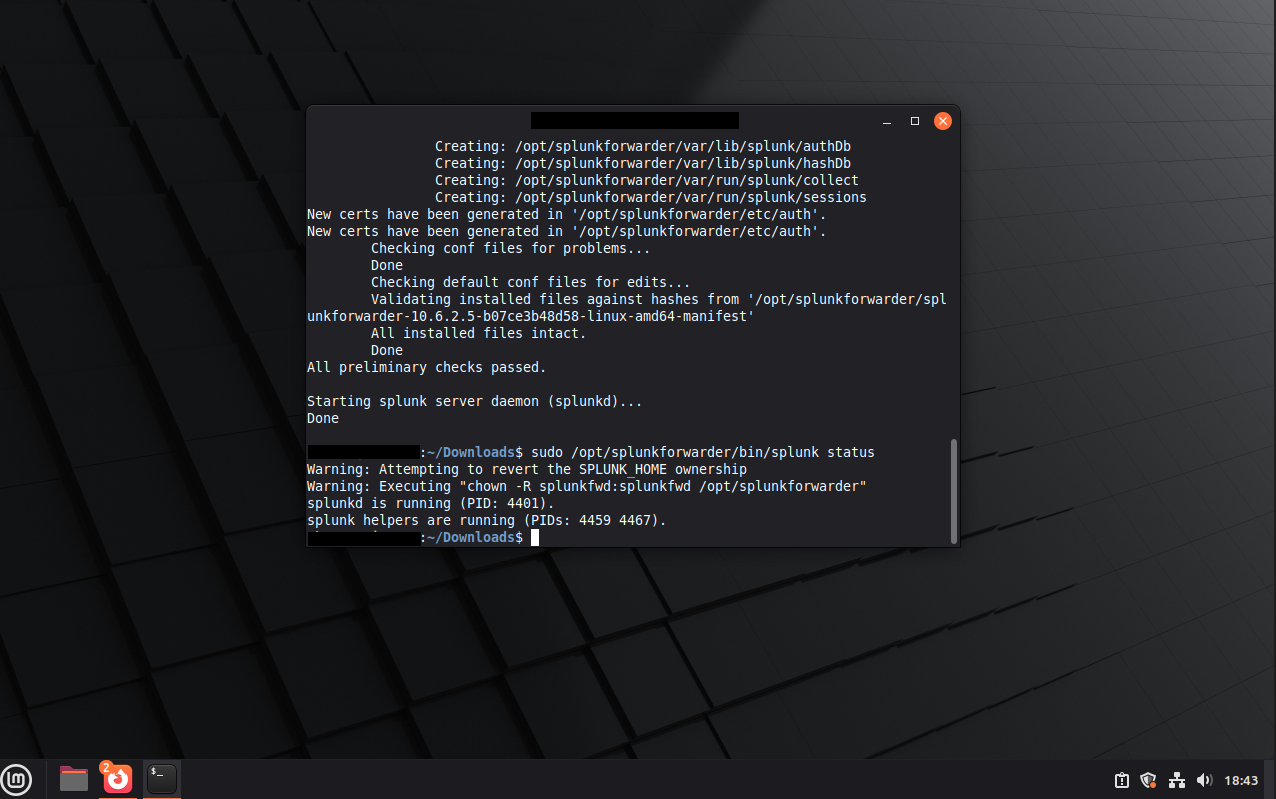 Creating: /opt/splunkforwarder/var/lib/splunk/authDb
Creating: /opt/splunkforwarder/var/lib/splunk/hashDb
Creating: /opt/splunkforwarder/var/run/splunk/collect
Creating: /opt/splunkforwarder/var/run/splunk/sessions
New certs have been generated in '/opt/splunkforwarder/etc/auth'.
New certs have been generated in '/opt/splunkforwarder/etc/auth'.
Checking conf files for problems...
Done
Checking default conf files for edits...
Validating installed files against hashes from '/opt/splunkforwarder/spl
unkforwarder-10.6.2.5-b07ce3b48d58-linux-amd64-manifest'
All installed files intact.
Done
All preliminary checks passed.
Starting splunk server daemon (splunkd)...
Done
:~/Downloads$ sudo /opt/splunkforwarder/bin/splunk status
Warning: Attempting to revert the SPLUNK_HOME ownership
Warning: Executing "chown -R splunkfwd:splunkfwd /opt/splunkforwarder"
splunkd is running (PID: 4401).
splunk helpers are running (PIDs: 4459 4467).
:~/Downloads$
2
$_
18:43